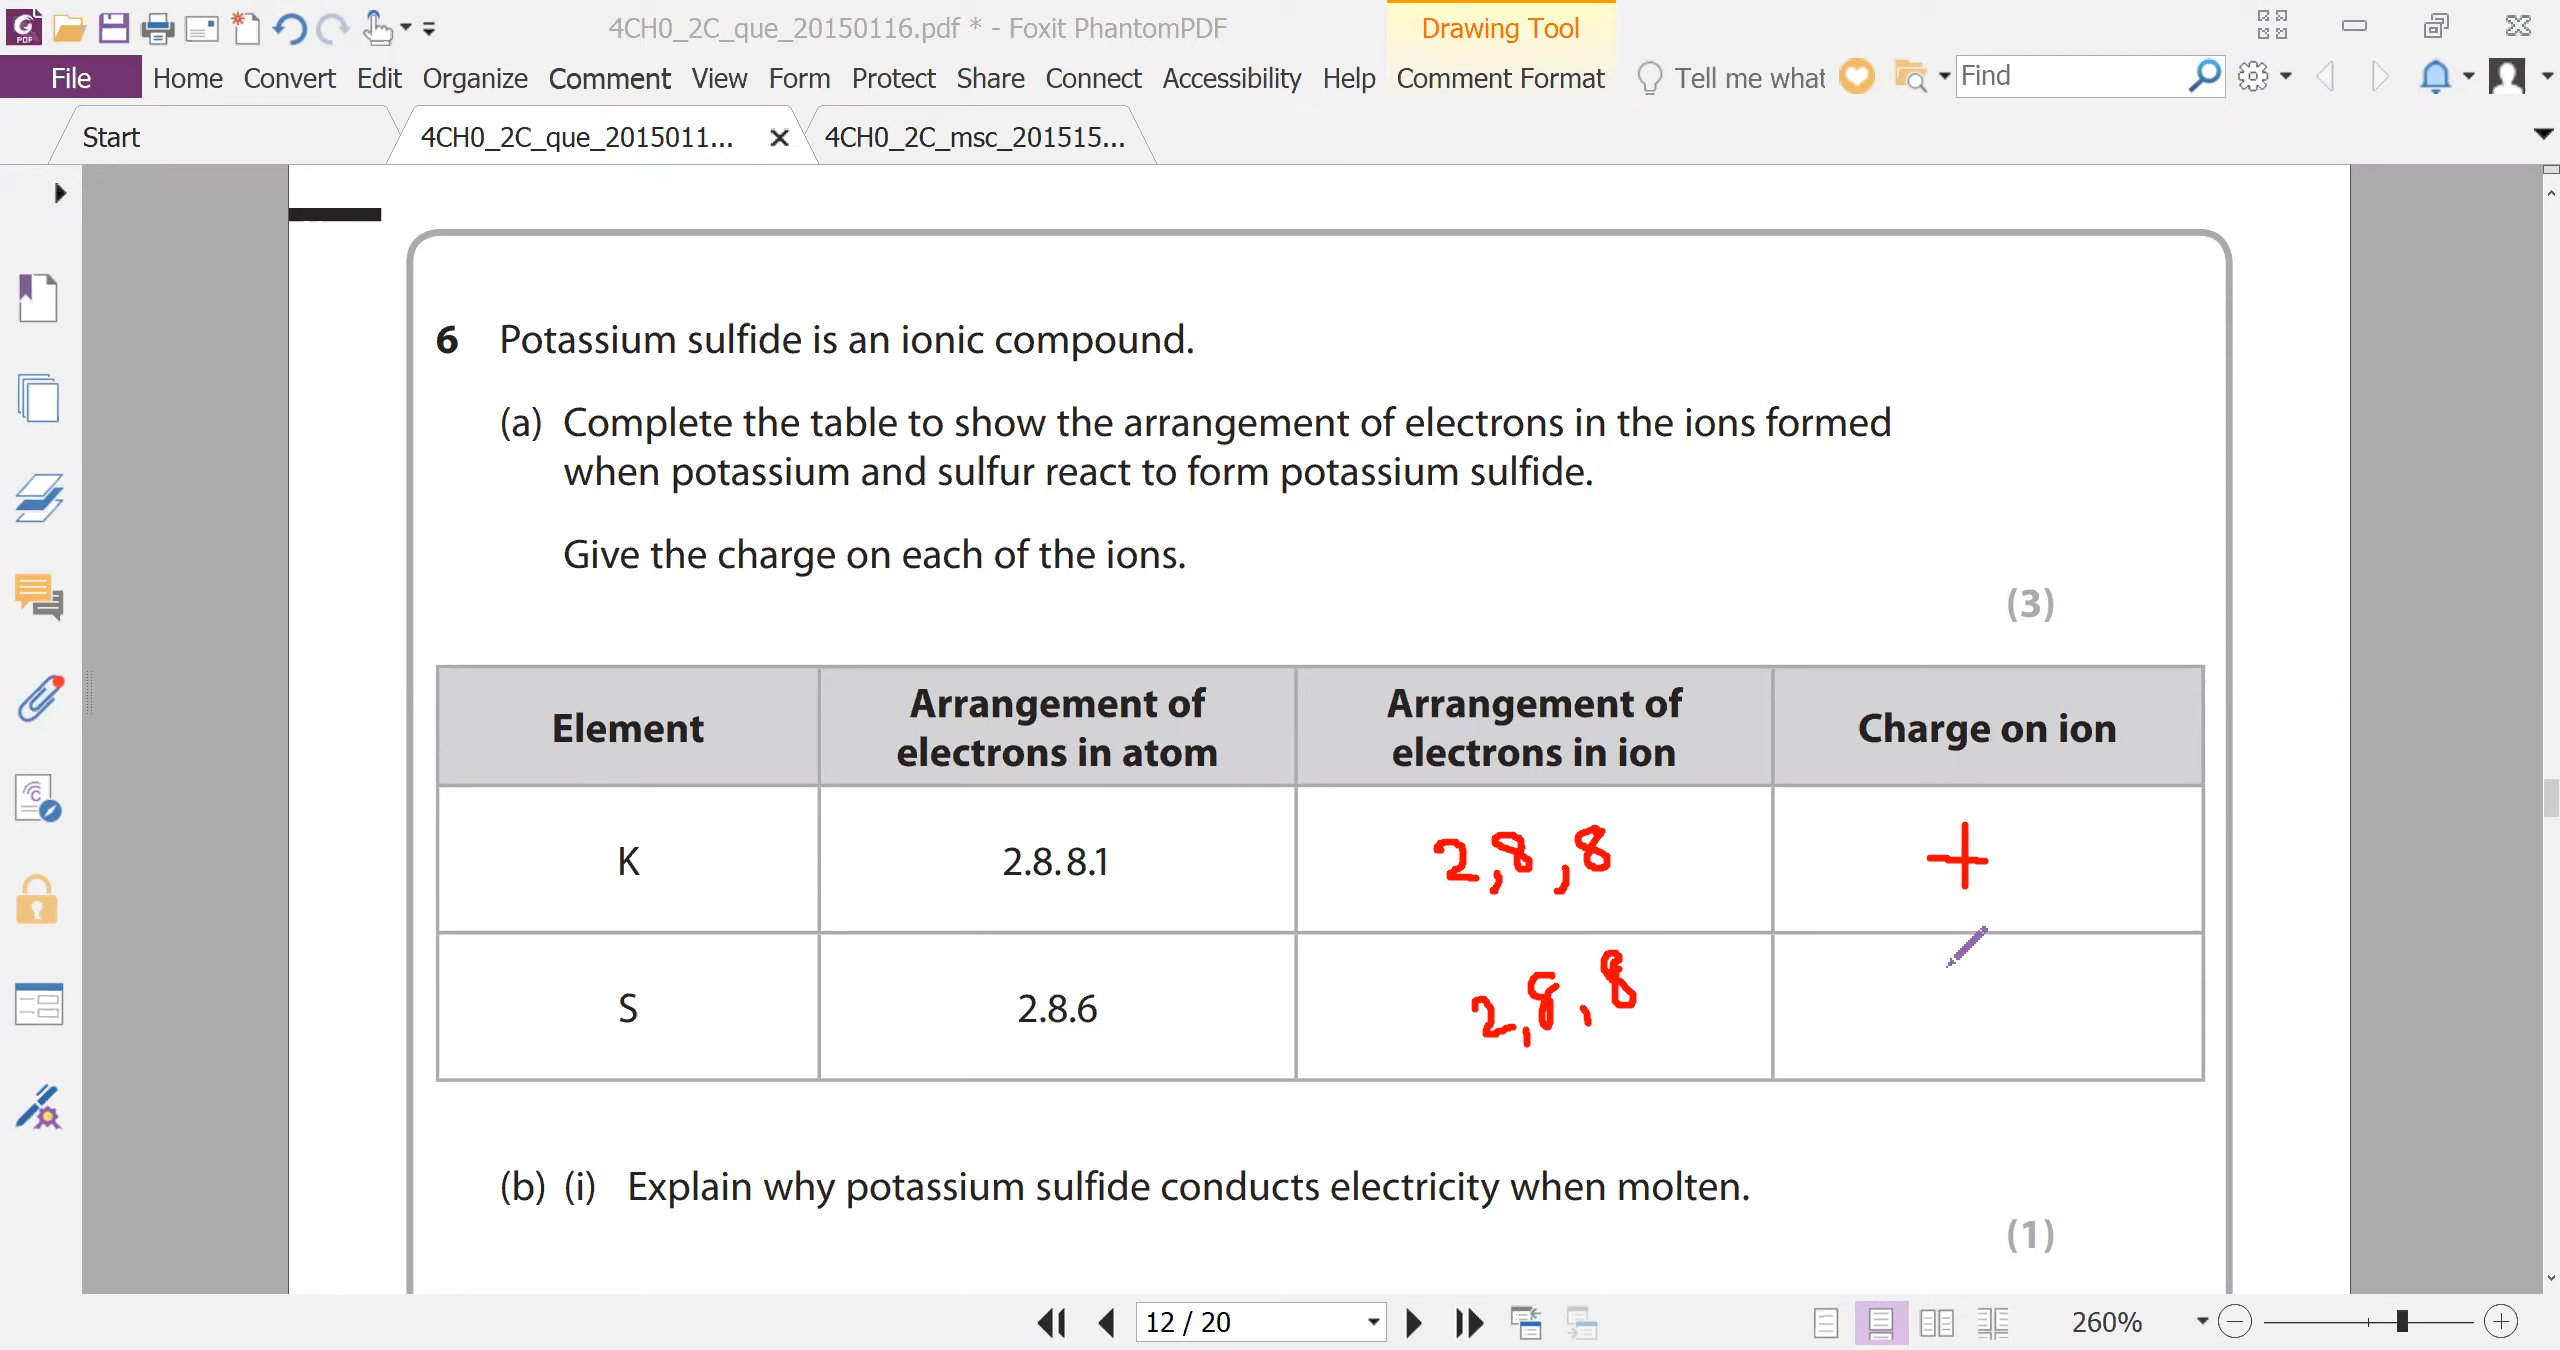 4CH0_2C_que_20150116.pdf * - Foxit PhantomPDF
Drawing Tool
File Home Convert Edit Organize Comment View Form Protect Share Connect Accessibility Help Comment Format Tell me what Find
Start 4CH0_2C_que_2015011... 4CH0_2C_msc_201515...
6 Potassium sulfide is an ionic compound.
(a) Complete the table to show the arrangement of electrons in the ions formed
when potassium and sulfur react to form potassium sulfide.
Give the charge on each of the ions.
(3)
Element Arrangement of electrons in atom Arrangement of electrons in ion Charge on ion
K 2.8.8.1 2,8,8 +
S 2.8.6 2,8,8
(b) (i) Explain why potassium sulfide conducts electricity when molten.
(1)
12 / 20 260%